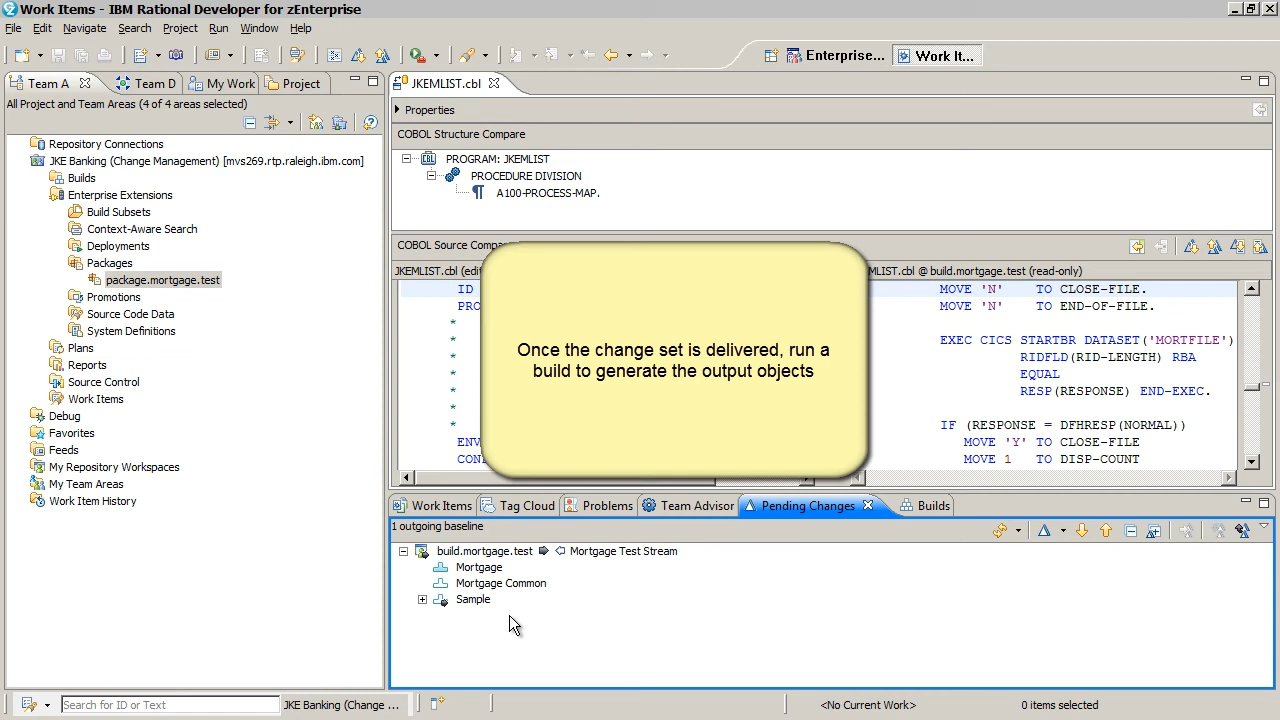 Work Items - IBM Rational Developer for zEnterprise
File Edit Navigate Search Project Run Window Help
Enterprise... Work It...
Team A Team D My Work Project
All Project and Team Areas (4 of 4 areas selected)
Repository Connections
JKE Banking (Change Management) [mvs269.rtp.raleigh.ibm.com]
Builds
Enterprise Extensions
Build Subsets
Context-Aware Search
Deployments
Packages
package.mortgage.test
Promotions
Source Code Data
System Definitions
Plans
Reports
Source Control
Work Items
Debug
Favorites
Feeds
My Repository Workspaces
My Team Areas
Work Item History
JKEMLIST.cbl
Properties
COBOL Structure Compare
PROGRAM: JKEMLIST
PROCEDURE DIVISION
A100-PROCESS-MAP.
COBOL Source Compa
JKEMLIST.cbl (edi
ID
PRO
*
*
*
*
*
*
*
ENV
CON
MLIST.cbl @ build.mortgage.test (read-only)
MOVE 'N' TO CLOSE-FILE.
MOVE 'N' TO END-OF-FILE.
EXEC CICS STARTBR DATASET('MORTFILE')
RIDFLD(RID-LENGTH) RBA
EQUAL
RESP(RESPONSE) END-EXEC.
IF (RESPONSE = DFHRESP(NORMAL))
MOVE 'Y' TO CLOSE-FILE
MOVE 1 TO DISP-COUNT
Once the change set is delivered, run a
build to generate the output objects
Work Items Tag Cloud Problems Team Advisor Pending Changes Builds
1 outgoing baseline
build.mortgage.test Mortgage Test Stream
Mortgage
Mortgage Common
Sample
Search for ID or Text JKE Banking (Change ... <No Current Work> 0 items selected